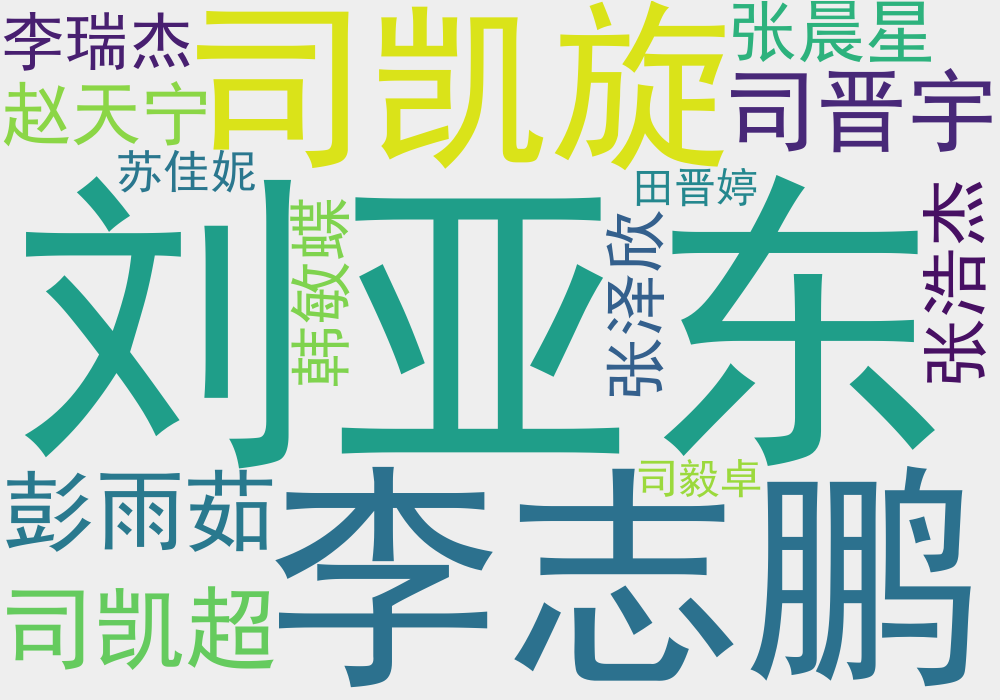 李瑞杰
司凯旋
张晨星
赵天宁
司晋宇
苏佳妮
田晋婷
刘亚东
韩敏蝶
张泽欣
张浩杰
彭雨茹
李志鹏
司毅卓
司凯超